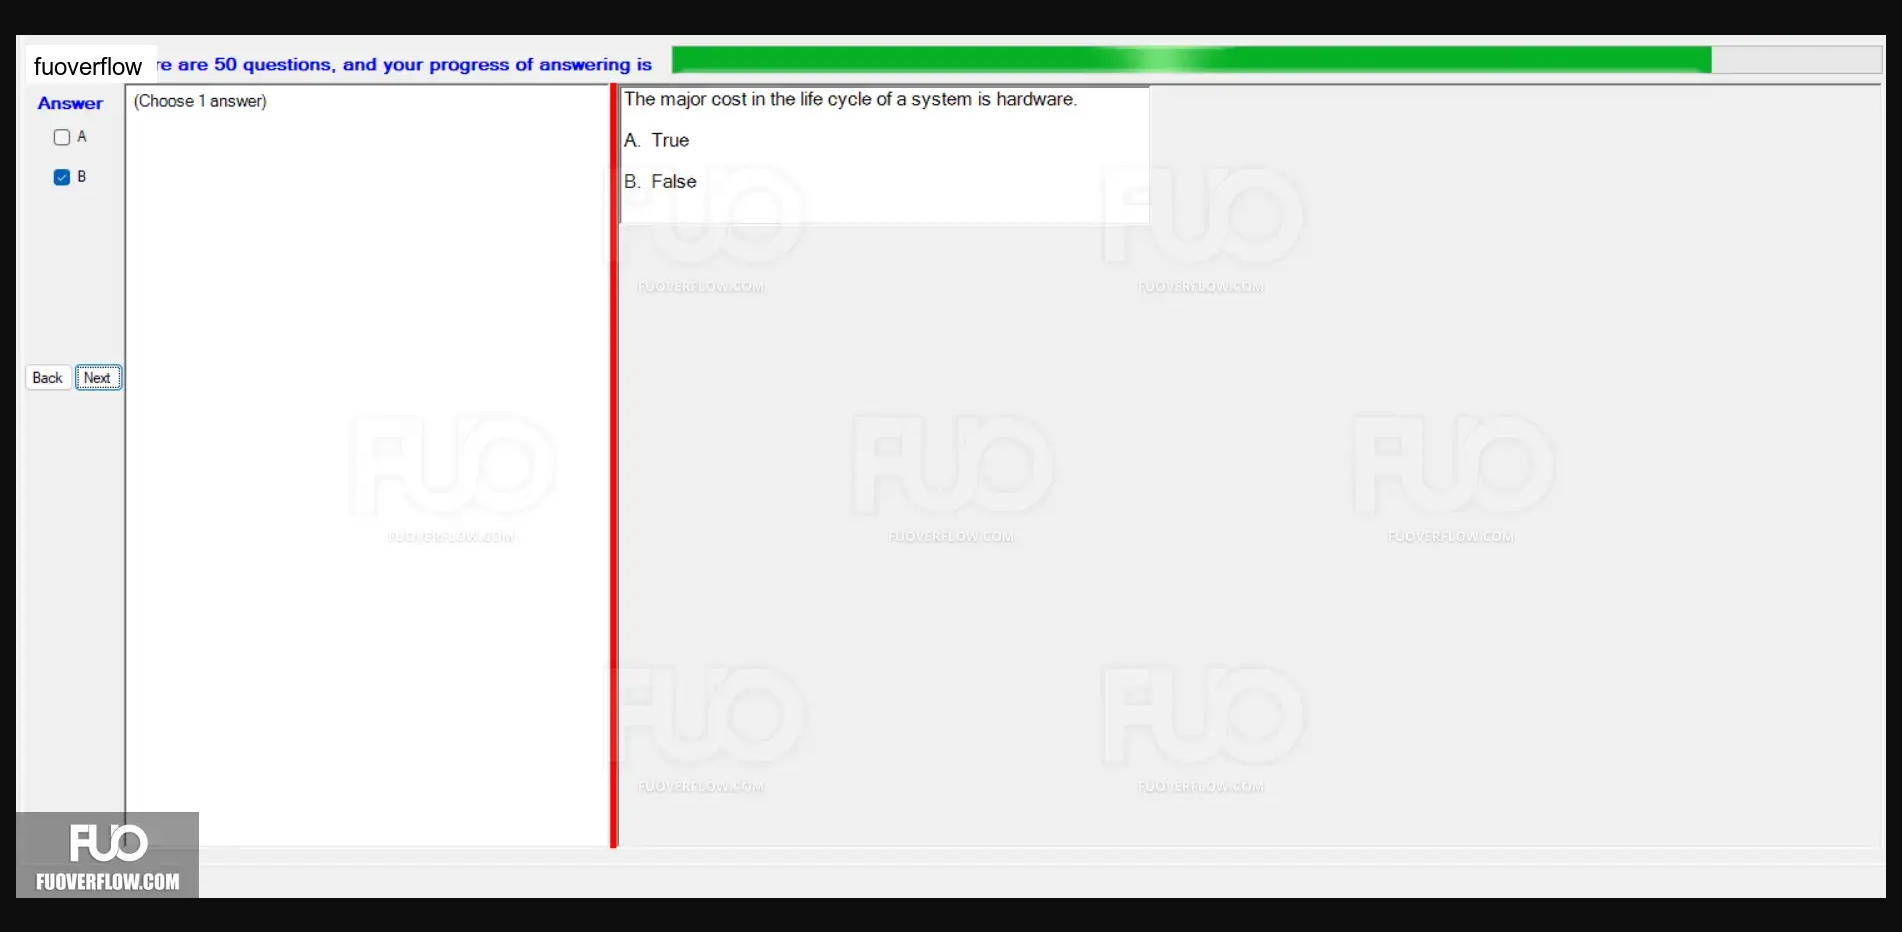 fuoverflow re are 50 questions, and your progress of answering is
Answer
(Choose 1 answer)
A
B
Back Next
The major cost in the life cycle of a system is hardware.
A. True
B. False
FUOVERFLOW.COM
FUOVERFLOW.COM
FUO
FUOVERFLOW.COM
FUO
FUOVERFLOW.COM
FUO
FUOVERFLOW.COM
FUO
FUOVERFLOW.COM
FUO
FUOVERFLOW.COM
FUO
FUOVERFLOW.COM